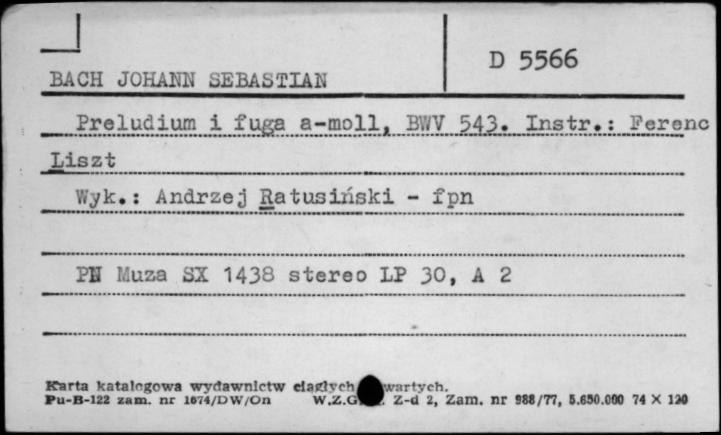 D 5566
BACH JOHANN SEBASTIAN
Preludium i fuga a-moll, BWV 543. Instr.: Ferenc
Liszt
Wyk.: Andrzej Ratusiński - fpn
PN Muza SX 1438 stereo LP 30, A 2
Karta katalogowa wydawnictw ciągłych wartych.
Pu-B-122 zam. nr 1674/DW/On W.Z.G. Z-d 2, Zam. nr 988/77, 5.650.000 74 X 120